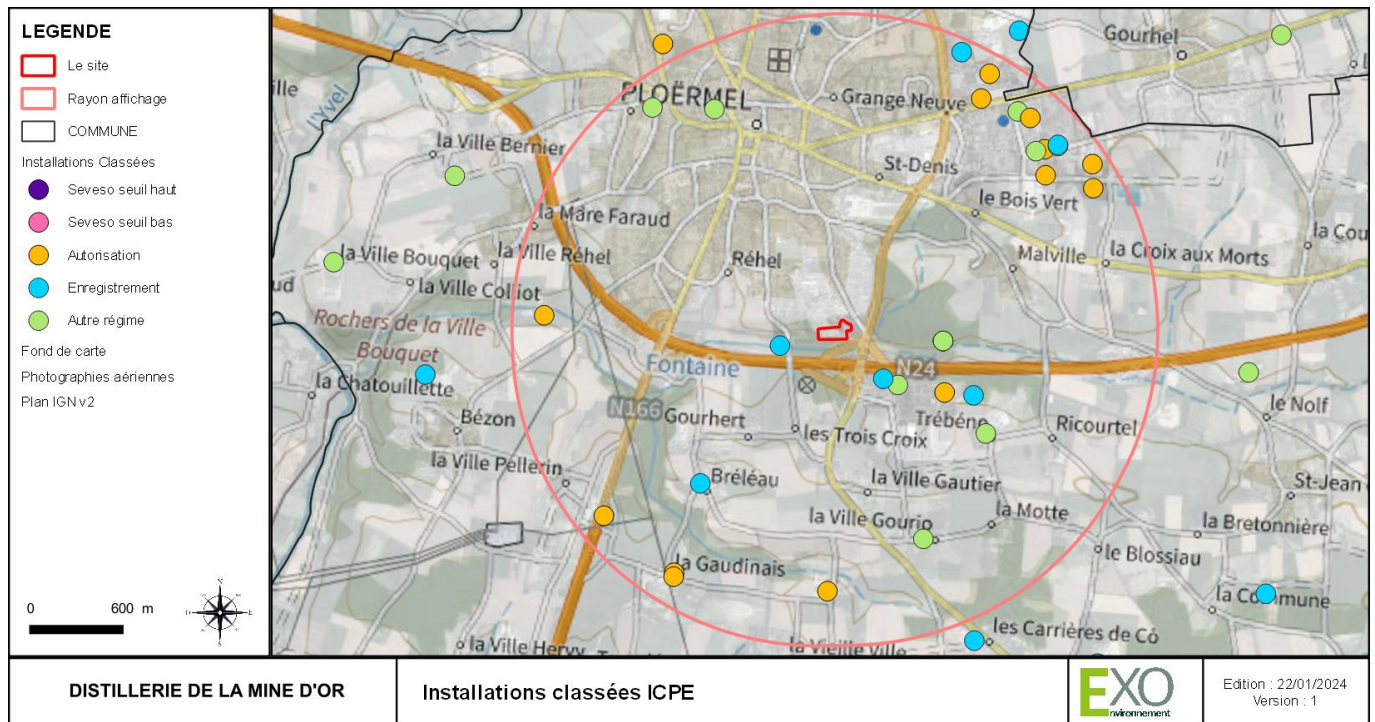 LEGENDE
Le site
Rayon affichage
COMMUNE
Installations Classées
Seveso seuil haut
Seveso seuil bas
Autorisation
Enregistrement
Autre régime
Fond de carte
Photographies aériennes
Plan IGN v2
0 600 m
N
E
S
O
Gourhel
PLOËRMEL
Grange Neuve
l'Yvel
la Ville Bernier
St-Denis
le Bois Vert
la Mare Faraud
la Ville Bouquet
la Ville Réhel
Réhel
Malville
la Croix aux Morts
la Cou
ud
la Ville Colliot
Rochers de la Ville
Bouquet
Fontaine
N24
la Chatouillette
N166
Gourhert
Trébéno
le Nolf
Bézon
les Trois Croix
Ricourtel
la Ville Pellerin
Bréléau
la Ville Gautier
St-Jean
la Ville Gourio
la Motte
la Bretonnière
la Gaudinais
le Blossiau
la Commune
les Carrières de Cô
la Vieille Ville
la Ville Hervy
DISTILLERIE DE LA MINE D'OR
Installations classées ICPE
EXO
nvironnement
Edition : 22/01/2024
Version : 1